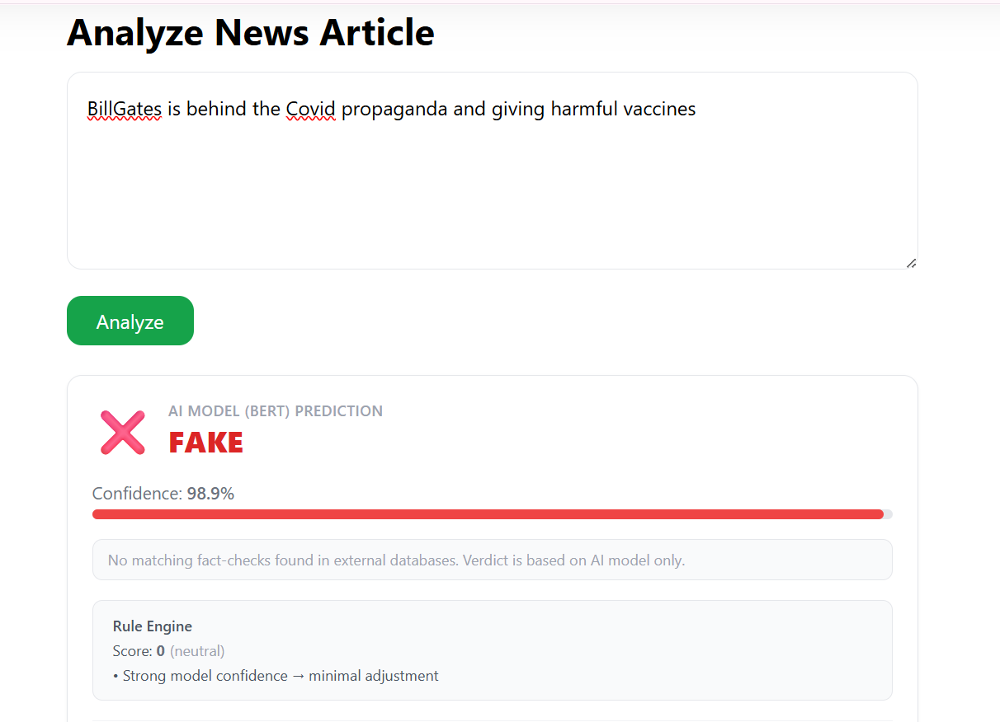 Analyze News Article
BillGates is behind the Covid propaganda and giving harmful vaccines
Analyze
AI MODEL (BERT) PREDICTION
FAKE
Confidence: 98.9%
No matching fact-checks found in external databases. Verdict is based on AI model only.
Rule Engine
Score: 0 (neutral)
• Strong model confidence → minimal adjustment